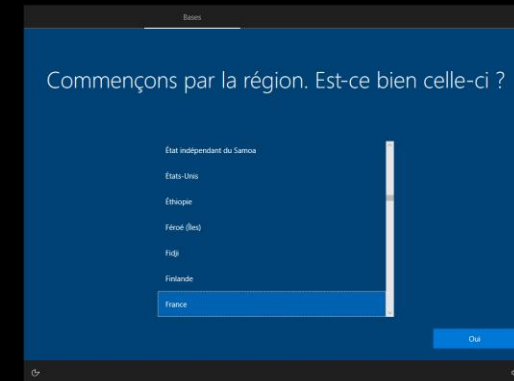 Bases
Commençons par la région. Est-ce bien celle-ci ?
État indépendant du Samoa
États-Unis
Éthiopie
Féroé (Îles)
Fidji
Finlande
France
Oui